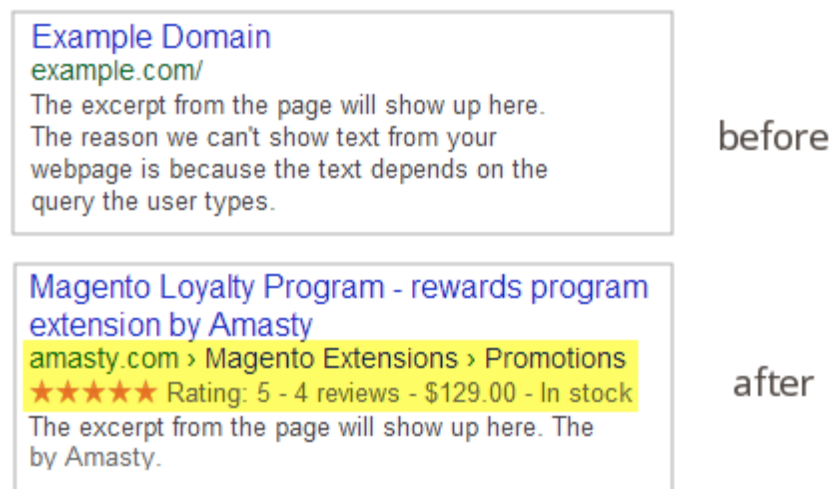 Example Domain
example.com/
The excerpt from the page will show up here.
The reason we can't show text from your
webpage is because the text depends on the
query the user types.
before
Magento Loyalty Program - rewards program
extension by Amasty
amasty.com › Magento Extensions › Promotions
★★★★★ Rating: 5 - 4 reviews - $129.00 - In stock
The excerpt from the page will show up here. The
by Amasty.
after